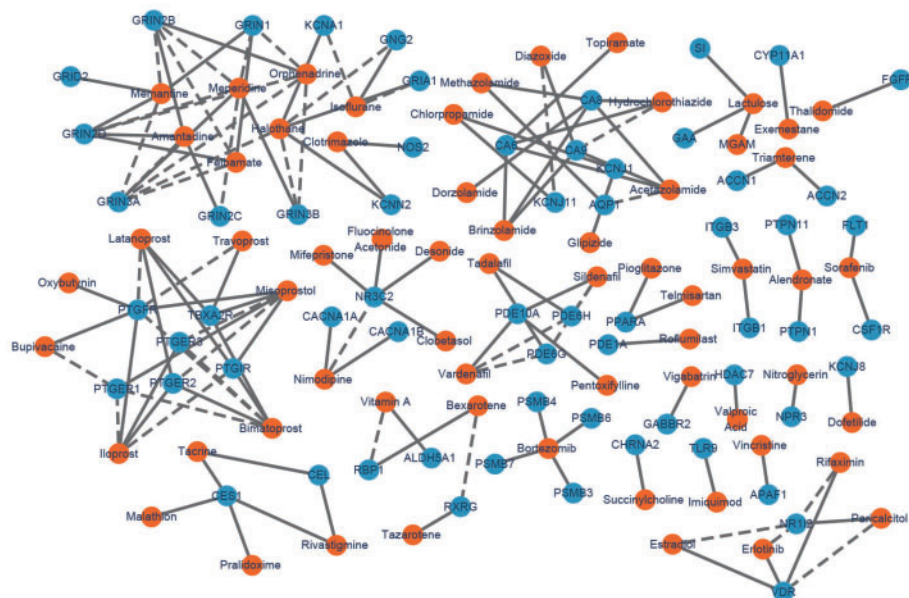 GRIN2B
GRIN1
KCNA1
GNG2
GRID2
Orphenadrine
GRIA1
Memantine
Meperidine
Isoflurane
GRIN2D
Amantadine
Halothane
Clotrimazole
NOS2
Felbamate
GRIN3A
GRIN2C
GRIN3B
KCNN2
Topiramate
Diazoxide
Methazolamide
CA3
Hydrochlorothiazide
Chlorpropamide
CA6
CA9
KCNJ1
Acetazolamide
Dorzolamide
KCNJ11
AQP1
Brinzolamide
Glipizide
SI
CYP11A1
FGFR
Lactulose
Thalidomide
GAA
MGAM
Exemestane
Triamterene
ACCN1
ACCN2
Latanoprost
Travoprost
Oxybutynin
Misoprostol
PTGFR
TBXA2R
Bupivacaine
PTGER3
PTGER1
PTGER2
PTGIR
Iloprost
Bimatoprost
Fluocinolone
Acetonide
Mifepristone
Desonide
NR3C2
CACNA1A
CACNA1B
Clobetasol
Nimodipine
Tadalafil
Sildenafil
PDE10A
PDE6H
PDE6G
Vardenafil
Pentoxifylline
Pioglitazone
Telmisartan
PPARA
PDE1A
Roflumilast
ITGB3
PTPN11
FLT1
Simvastatin
Alendronate
Sorafenib
ITGB1
PTPN1
CSF1R
Vigabatrin
HDAC7
Nitroglycerin
KCNJ8
GABBR2
Valproic
Acid
NPR3
Dofetilide
Tacrine
CEL
CES1
Malathion
Pralidoxime
Rivastigmine
Vitamin A
Bexarotene
RBP1
ALDH5A1
RXRG
Tazarotene
PSMB4
PSMB6
Bortezomib
PSMB7
PSMB3
CHRNA2
TLR9
Vincristine
Succinylcholine
Imiquimod
APAF1
Rifaximin
NR1I2
Paricalcitol
Estradiol
Erlotinib
VDR